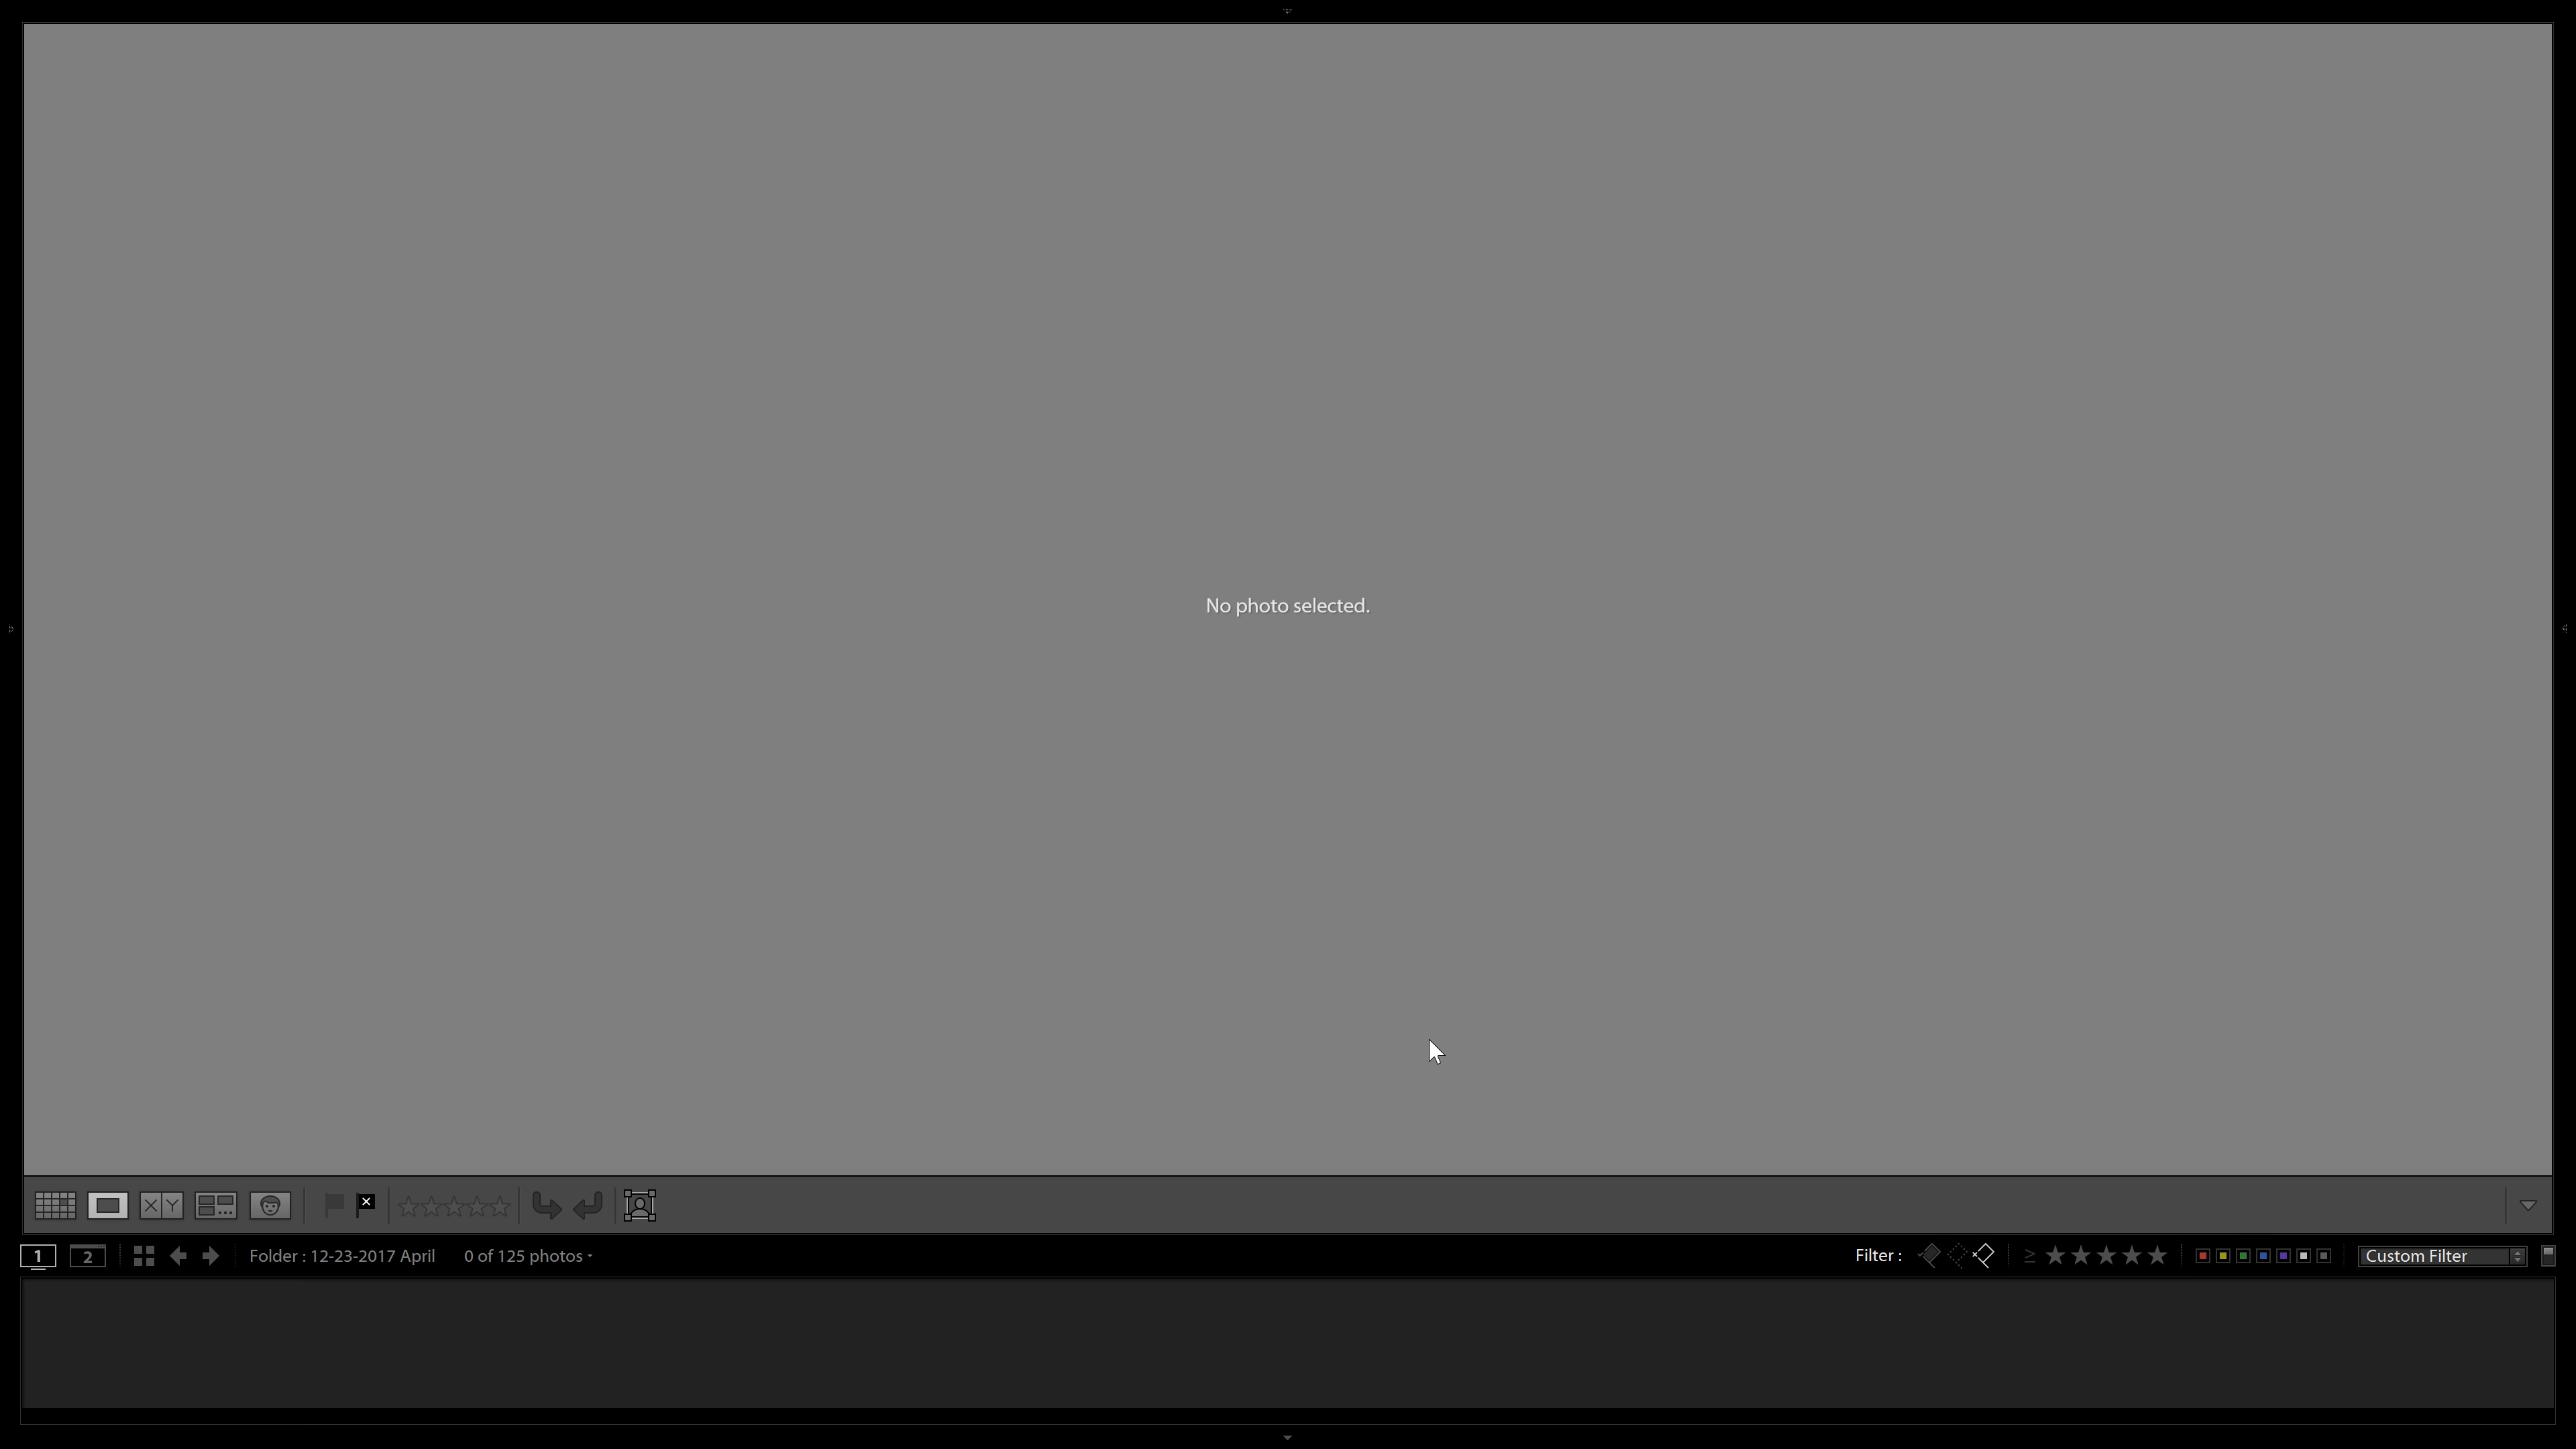 No photo selected.
X Y
1 2 Folder : 12-23-2017 April 0 of 125 photos Filter : ≥ Custom Filter